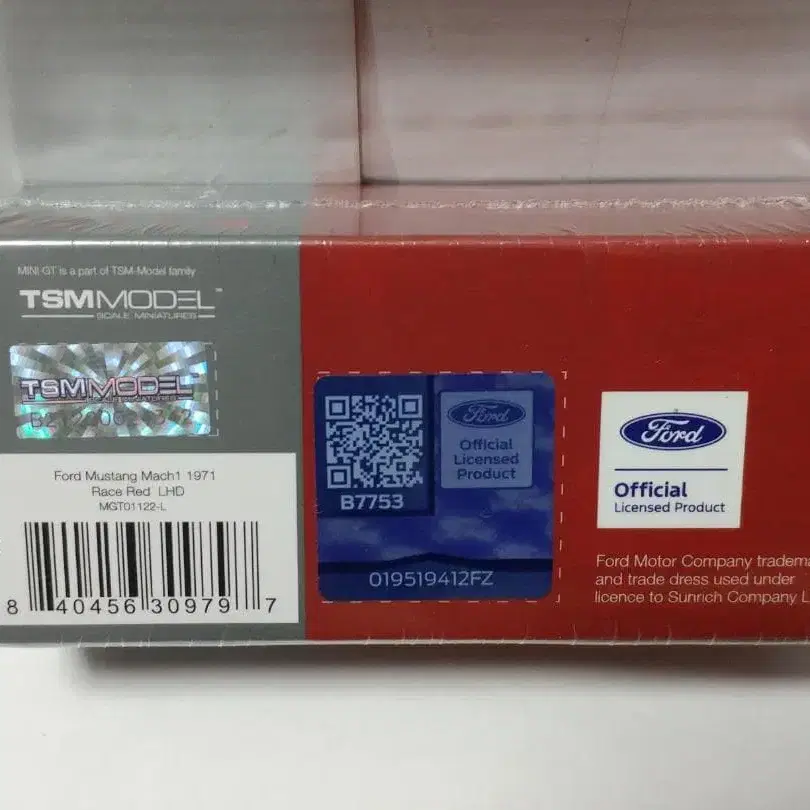 MINI GT is a part of TSM-Model family
TSMMODEL™
SCALE MINIATURES
TSMMODEL
Ford Mustang Mach1 1971
Race Red LHD
MGT01122-L
8 40456 30979 7
Ford
Official
Licensed
Product
B7753
019519412FZ
Ford
Official
Licensed Product
Ford Motor Company
and trade dress used under
licence to Sunrich Company